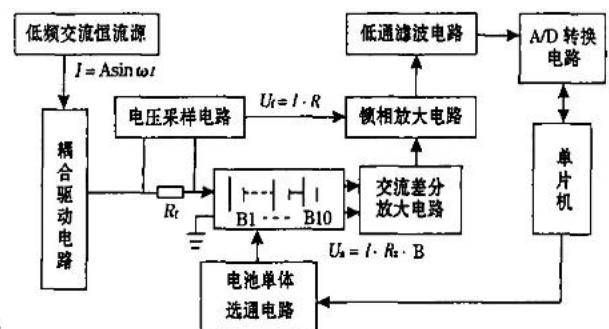 低频交流恒流源
I = Asin ωt
低通滤波电路
A/D 转换
电路
电压采样电路
Uf = I · R
锁相放大电路
耦合驱动电路
Rf
B1 ---- B10
交流差分
放大电路
单片机
Ua = I · Rz · B
电池单体
选通电路